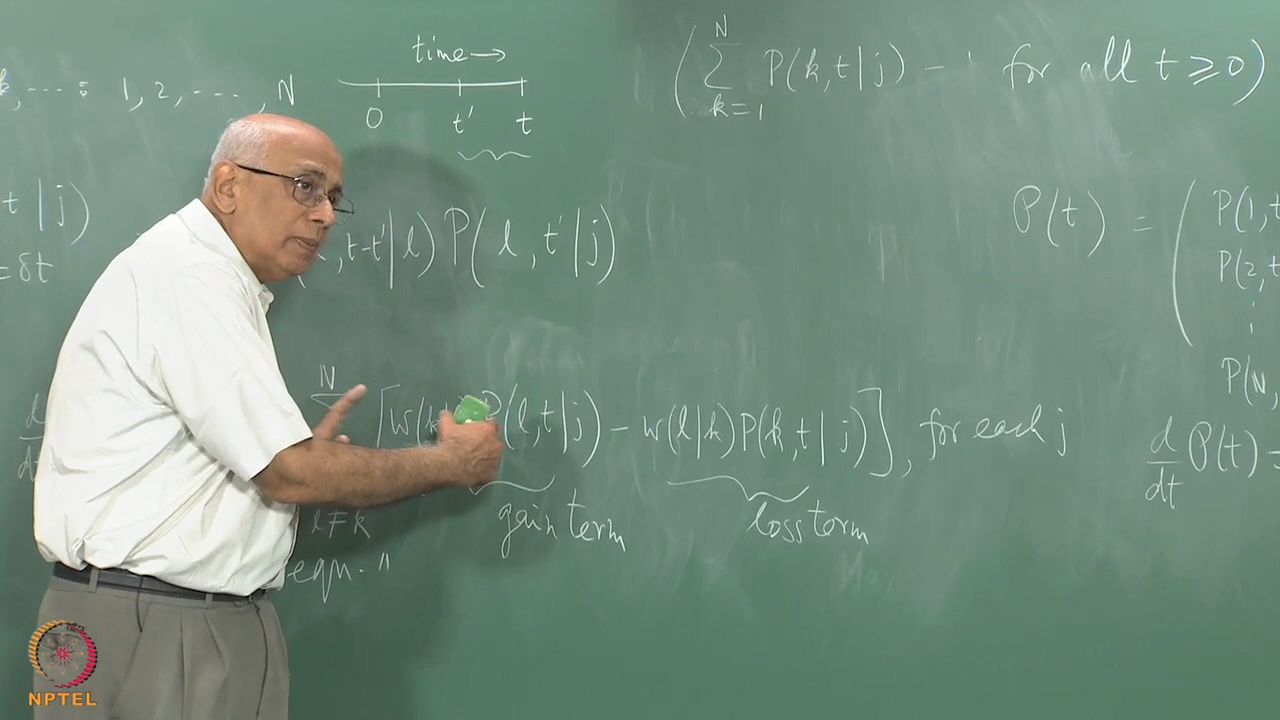 time →
k, ---- : 1, 2, ---- , N
0 t' t
( ∑ P(k,t|j) - 1 for all t ⩾ 0 )
N
k=1
t | j)
, t-t' | l) P( l , t' | j)
= δt
P(t) = ( P(1,t
P(2,t
⋮
P(N,
d/dt
N
[w(k P(l,t|j) - w(l|k)P(k,t|j)] , for each j
l≠k
gain term
loss term
d/dt P(t) =
eqn. "
NPTEL